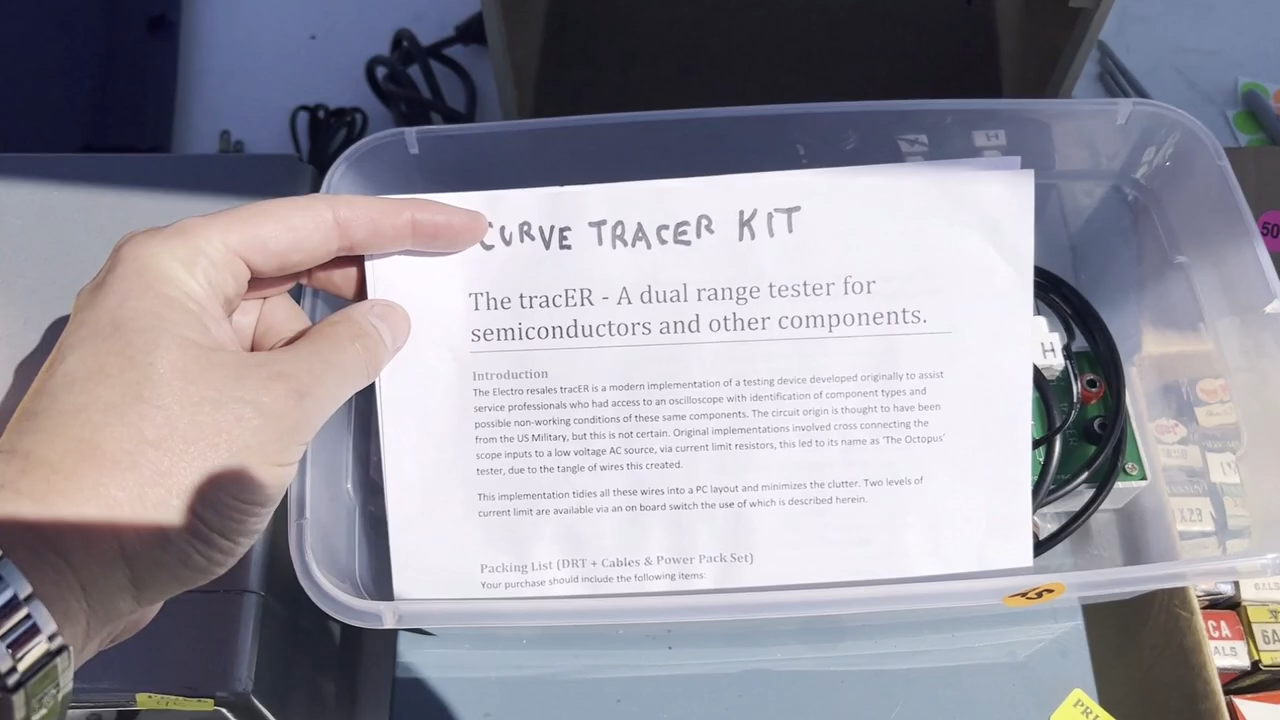 CURVE TRACER KIT
The tracER - A dual range tester for
semiconductors and other components.
Introduction
The Electro resales tracER is a modern implementation of a testing device developed originally to assist
service professionals who had access to an oscilloscope with identification of component types and
possible non-working conditions of these same components. The circuit origin is thought to have been
from the US Military, but this is not certain. Original implementations involved cross connecting the
scope inputs to a low voltage AC source, via current limit resistors, this led to its name as 'The Octopus'
tester, due to the tangle of wires this created.
This implementation tidies all these wires into a PC layout and minimizes the clutter. Two levels of
current limit are available via an on board switch the use of which is described herein.
Packing List (DRT + Cables & Power Pack Set)
Your purchase should include the following items:
H
H
50
1X2B
CA
6A